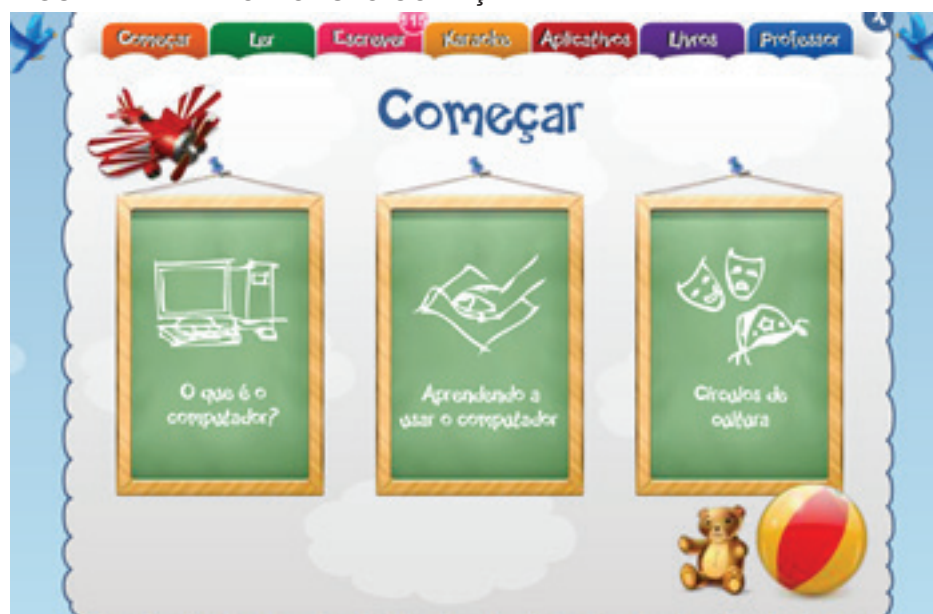 Começar
Ler
Escrever
Karaokê
Aplicativos
Livros
Professor
X
Começar
O que é o
computador?
Aprendendo a
usar o computador
Círculos de
cultura